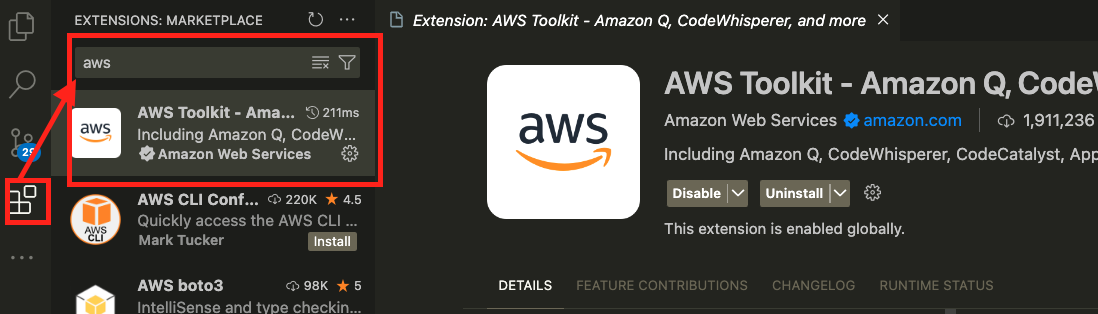 EXTENSIONS: MARKETPLACE
aws
AWS Toolkit - Ama... 211ms
Including Amazon Q, CodeW...
Amazon Web Services
AWS CLI Conf... 220K 4.5
Quickly access the AWS CLI ...
Mark Tucker Install
AWS CLI
AWS boto3 98K 5
IntelliSense and type checkin...
Extension: AWS Toolkit - Amazon Q, CodeWhisperer, and more
aws
AWS Toolkit - Amazon Q, CodeW
Amazon Web Services amazon.com 1,911,236
Including Amazon Q, CodeWhisperer, CodeCatalyst, App
Disable Uninstall
This extension is enabled globally.
DETAILS FEATURE CONTRIBUTIONS CHANGELOG RUNTIME STATUS
aws